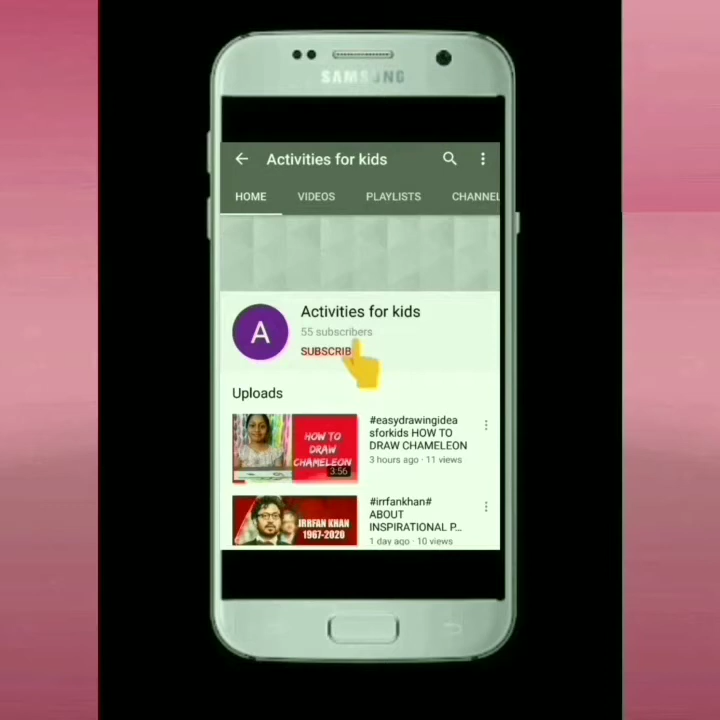 SAMSUNG
Activities for kids
HOME VIDEOS PLAYLISTS CHANNEL
A
Activities for kids
55 subscribers
SUBSCRIB
Uploads
HOW TO
DRAW
CHAMELEON
3:56
#easydrawingidea
sforkids HOW TO
DRAW CHAMELEON
3 hours ago · 11 views
IRRFAN KHAN
1967-2020
#irrfankhan#
ABOUT
INSPIRATIONAL P...
1 day ago · 10 views